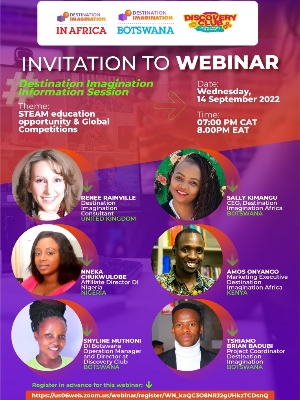 DESTINATION IMAGINATION
IN AFRICA
DESTINATION IMAGINATION
BOTSWANA
DISCOVERY CLUB
INVITATION TO WEBINAR
Destination Imagination
Information Session
Theme:
STEAM education
opportunity & Global
Competitions
Date:
Wednesday,
14 September 2022
Time:
07:00 PM CAT
8.00PM EAT
RENEE RAINVILLE
Destination
Imagination
Consultant
UNITED KINGDOM
SALLY KIMANGU
CEO, Destination
Imagination Africa
BOTSWANA
NNEKA
CHUKWULOBE
Affiliate Director DI
Nigeria
NIGERIA
AMOS ONYANGO
Marketing Executive
Destination
Imagination Africa
KENYA
SHYLINE MUTHONI
DI Botswana
Operation Manager
and Director at
Discovery Club
BOTSWANA
TSHIAMO
BRIAN BADUBI
Project Coordinator
Destination
Imagination
BOTSWANA
Register in advance for this webinar: